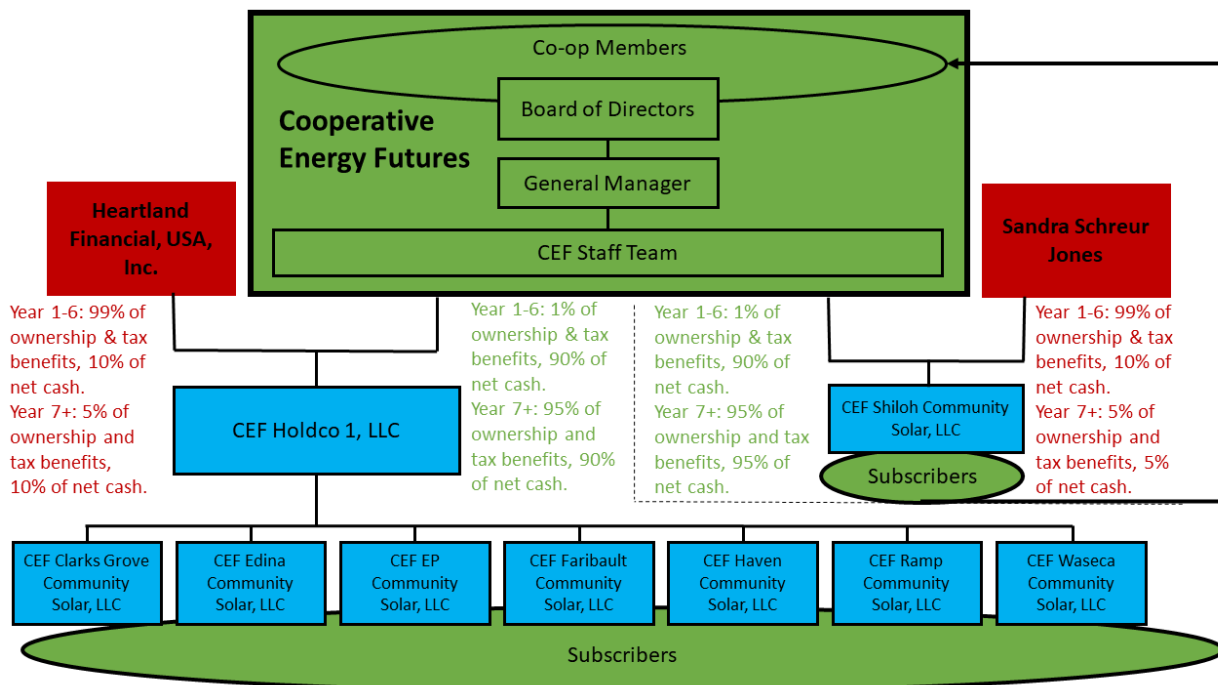 Co-op Members
Board of Directors
Cooperative
Energy Futures
General Manager
CEF Staff Team
Heartland
Financial, USA,
Inc.
Sandra Schreur
Jones
Year 1-6: 99% of
ownership & tax
benefits, 10% of
net cash.
Year 7+: 5% of
ownership and
tax benefits,
10% of net cash.
Year 1-6: 1% of
ownership & tax
benefits, 90% of
net cash.
Year 7+: 95% of
ownership and
tax benefits, 90%
of net cash.
Year 1-6: 1% of
ownership & tax
benefits, 90% of
net cash.
Year 7+: 95% of
ownership and tax
benefits, 95% of
net cash.
Year 1-6: 99% of
ownership & tax
benefits, 10% of
net cash.
Year 7+: 5% of
ownership and
tax benefits, 5%
of net cash.
CEF Holdco 1, LLC
CEF Shiloh Community
Solar, LLC
Subscribers
CEF Clarks Grove
Community
Solar, LLC
CEF Edina
Community
Solar, LLC
CEF EP
Community
Solar, LLC
CEF Faribault
Community
Solar, LLC
CEF Haven
Community
Solar, LLC
CEF Ramp
Community
Solar, LLC
CEF Waseca
Community
Solar, LLC
Subscribers